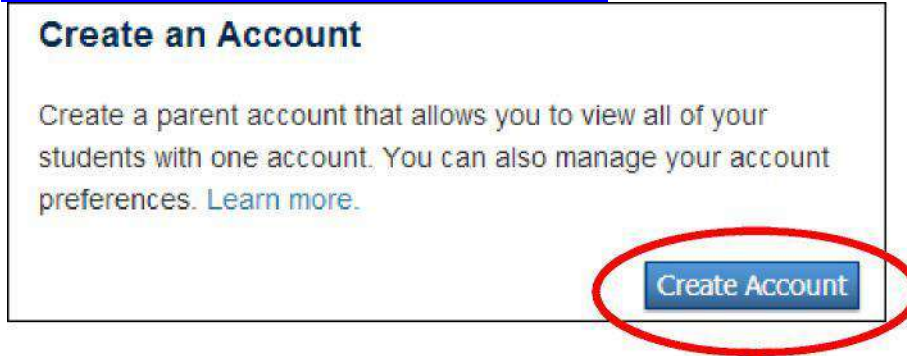 Create an Account
Create a parent account that allows you to view all of your
students with one account. You can also manage your account
preferences. Learn more.
Create Account